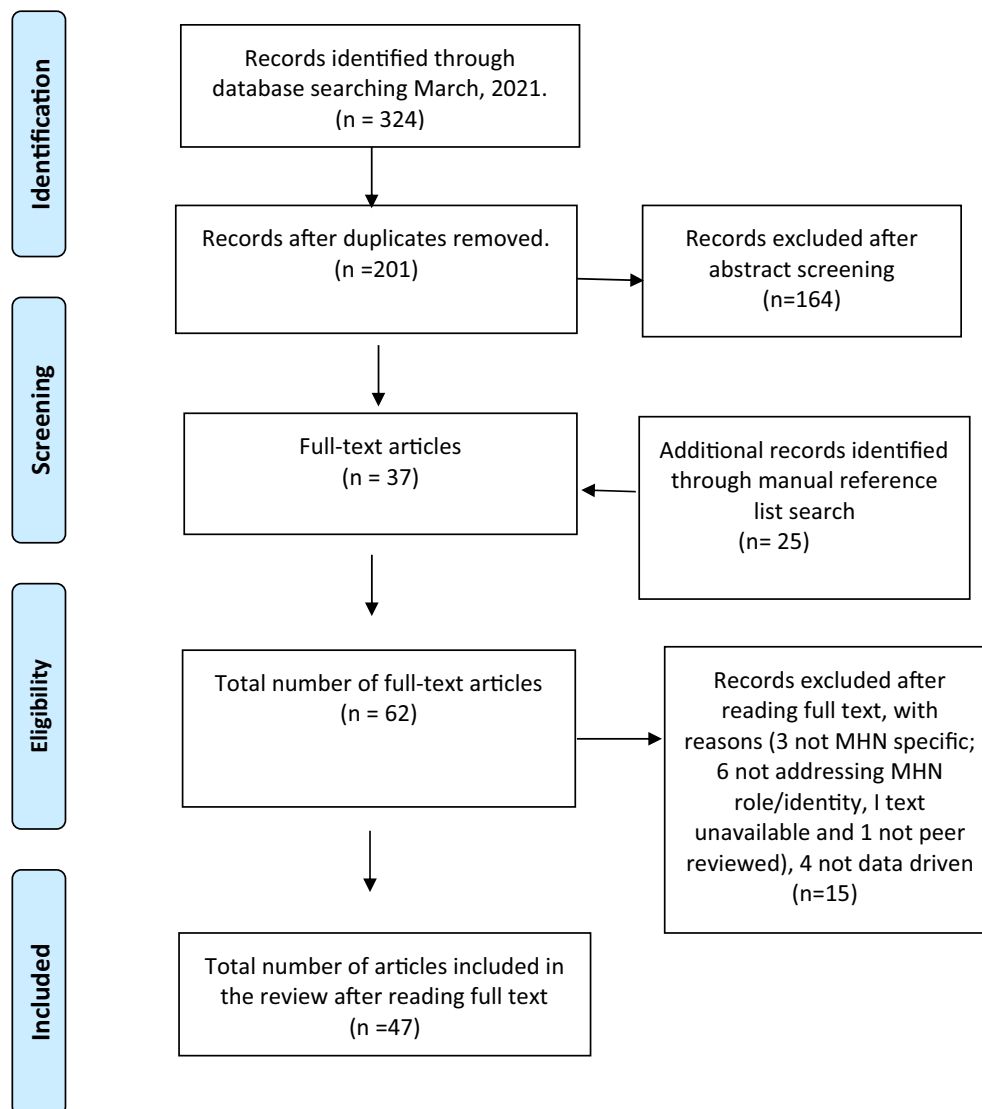 Identification
Records identified through
database searching March, 2021.
(n = 324)
Records after duplicates removed.
(n =201)
Records excluded after
abstract screening
(n=164)
Screening
Full-text articles
(n = 37)
Additional records identified
through manual reference
list search
(n= 25)
Eligibility
Total number of full-text articles
(n = 62)
Records excluded after
reading full text, with
reasons (3 not MHN specific;
6 not addressing MHN
role/identity, I text
unavailable and 1 not peer
reviewed), 4 not data driven
(n=15)
Included
Total number of articles included in
the review after reading full text
(n =47)